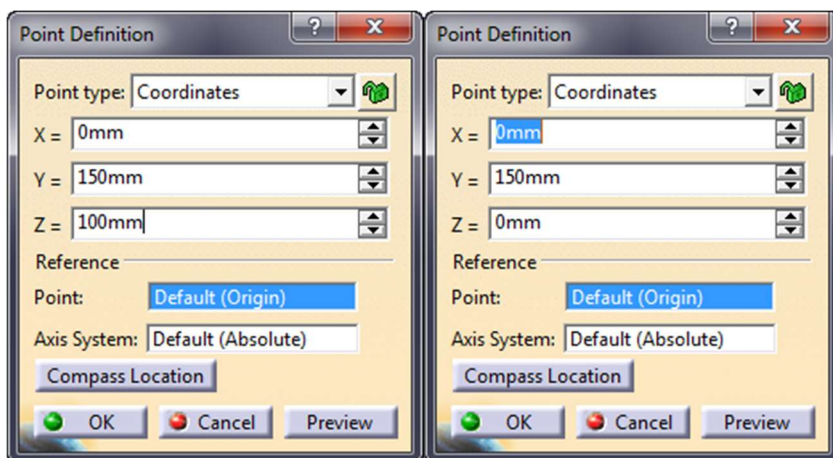 Point Definition
?
X
Point type: Coordinates
X = 0mm
Y = 150mm
Z = 100mm
Reference
Point: Default (Origin)
Axis System: Default (Absolute)
Compass Location
OK Cancel Preview
Point Definition
?
X
Point type: Coordinates
X = 0mm
Y = 150mm
Z = 0mm
Reference
Point: Default (Origin)
Axis System: Default (Absolute)
Compass Location
OK Cancel Preview